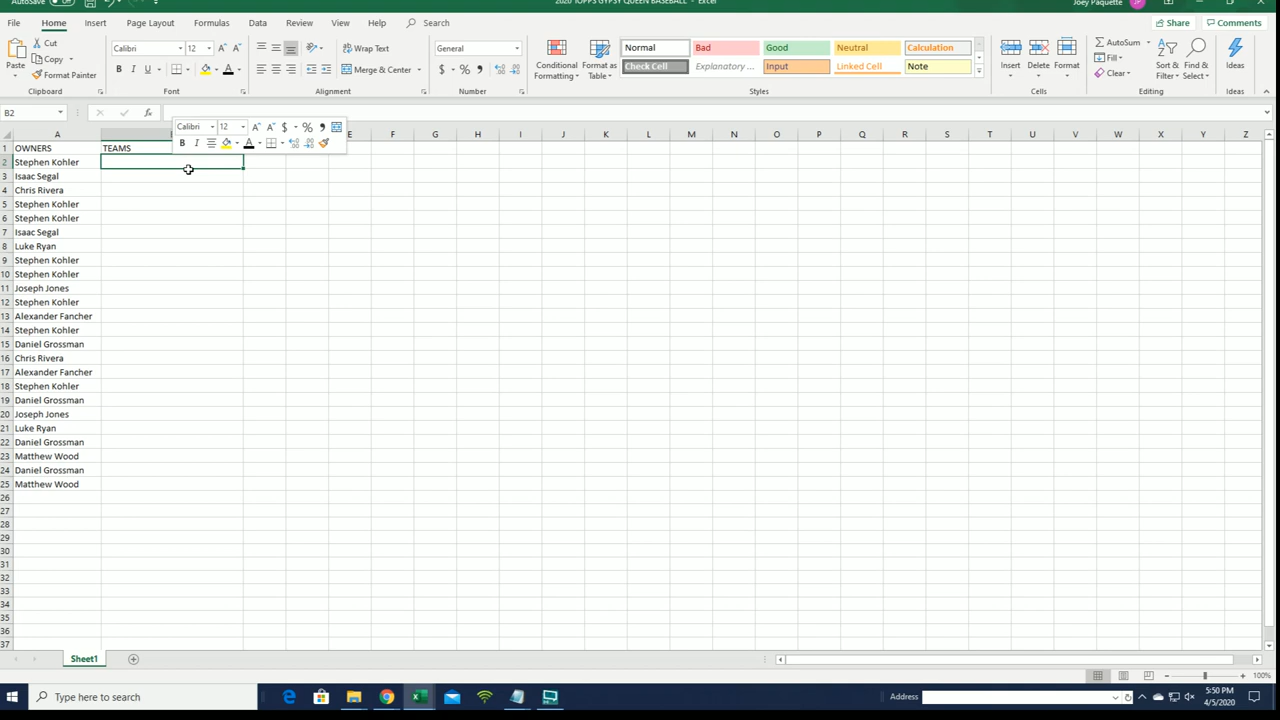 AutoSave
2020 TOPPS GYPSY QUEEN BASEBALL - Excel
Joey Paquette
JP
File Home Insert Page Layout Formulas Data Review View Help Search Share Comments
Paste Cut Copy Format Painter
Calibri 12
Wrap Text
Merge & Center
General
Conditional Formatting
Format as Table
Normal Bad Good Neutral Calculation
Check Cell Explanatory ... Input Linked Cell Note
Insert Delete Format
AutoSum Fill Clear
Sort & Filter
Find & Select
Ideas
Clipboard Font Alignment Number Styles Cells Editing Ideas
B2 fx
Calibri 12
A E F G H I J K L M N O P Q R S T U V W X Y Z
1 OWNERS TEAMS
2 Stephen Kohler
3 Isaac Segal
4 Chris Rivera
5 Stephen Kohler
6 Stephen Kohler
7 Isaac Segal
8 Luke Ryan
9 Stephen Kohler
10 Stephen Kohler
11 Joseph Jones
12 Stephen Kohler
13 Alexander Fancher
14 Stephen Kohler
15 Daniel Grossman
16 Chris Rivera
17 Alexander Fancher
18 Stephen Kohler
19 Daniel Grossman
20 Joseph Jones
21 Luke Ryan
22 Daniel Grossman
23 Matthew Wood
24 Daniel Grossman
25 Matthew Wood
26
27
28
29
30
31
32
33
34
35
36
37
Sheet1
100%
Type here to search
Address
5:50 PM
4/5/2020